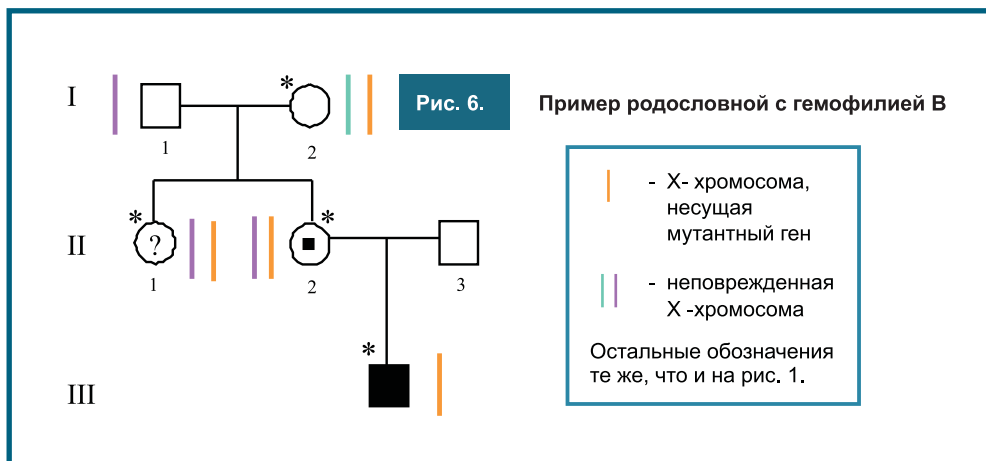 I
*
Рис. 6.
Пример родословной с гемофилией В
1
2
- Х- хромосома,
несущая
мутантный ген
II
*
?
*
1
2
3
- неповрежденная
Х -хромосома
Остальные обозначения
те же, что и на рис. 1.
*
III